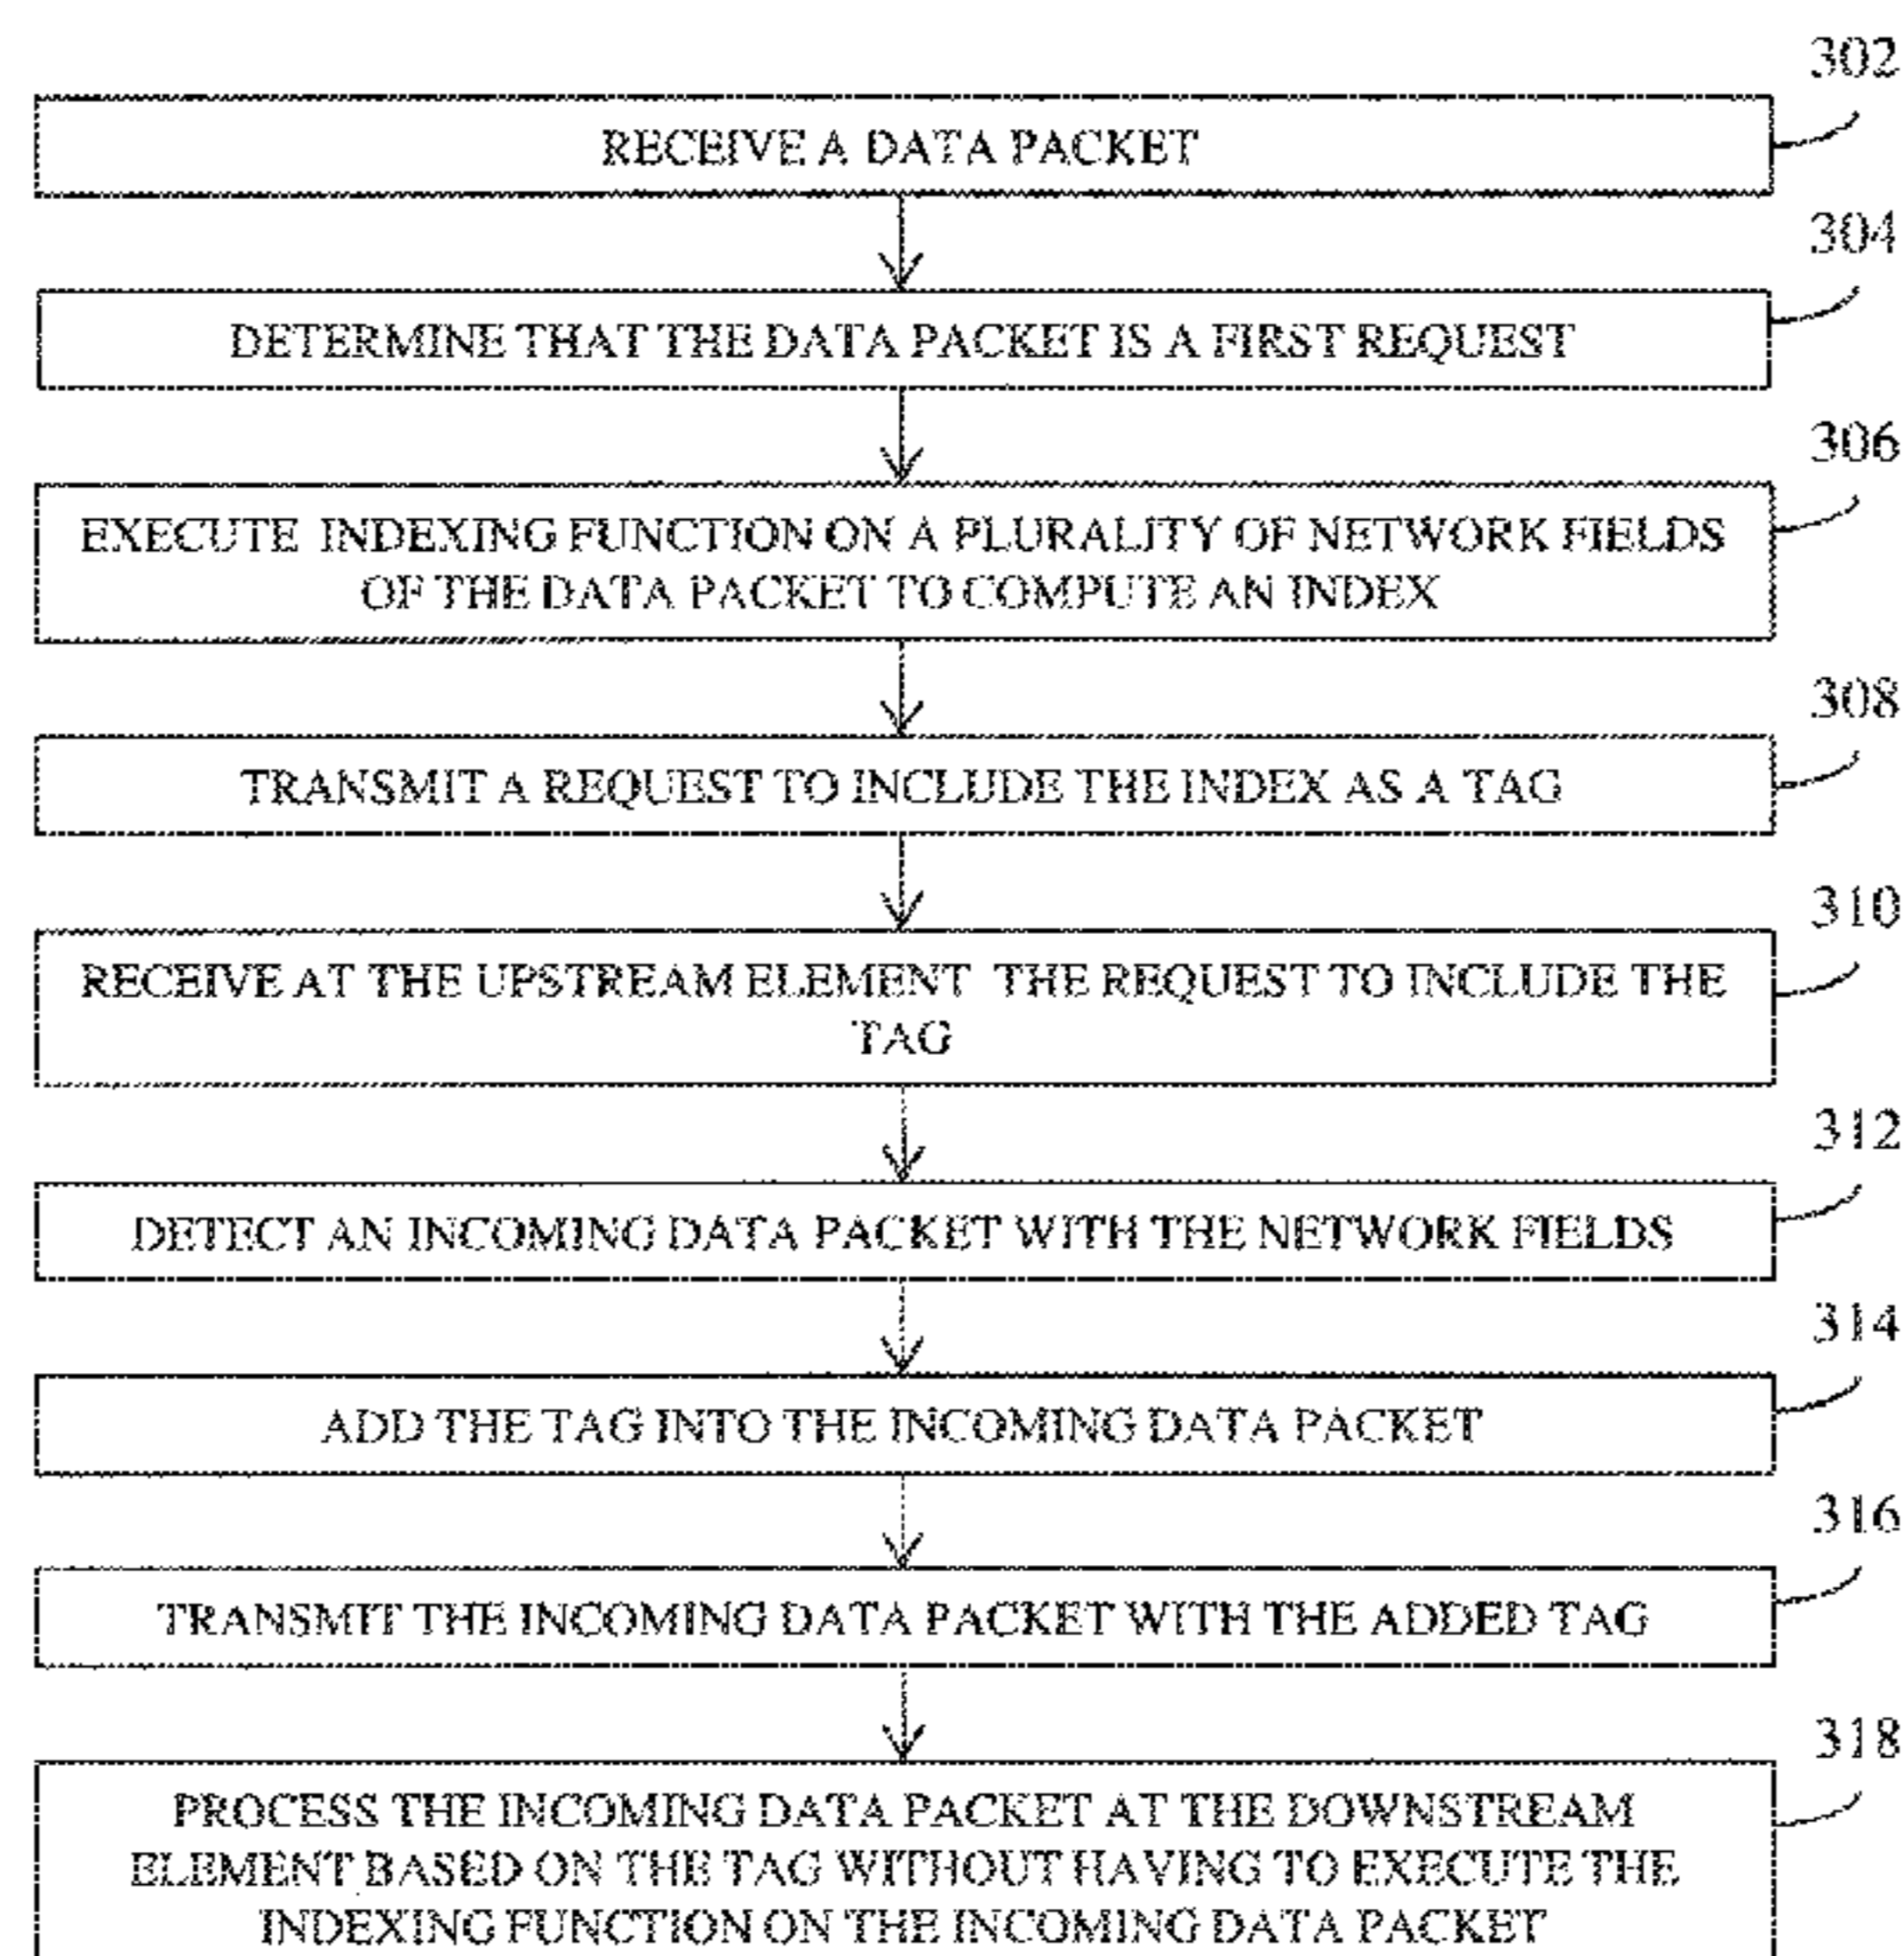 302
RECEIVE A DATA PACKET
304
DETERMINE THAT THE DATA PACKET IS A FIRST REQUEST
306
EXECUTE INDEXING FUNCTION ON A PLURALITY OF NETWORK FIELDS
OF THE DATA PACKET TO COMPUTE AN INDEX
308
TRANSMIT A REQUEST TO INCLUDE THE INDEX AS A TAG
310
RECEIVE AT THE UPSTREAM ELEMENT THE REQUEST TO INCLUDE THE
TAG
312
DETECT AN INCOMING DATA PACKET WITH THE NETWORK FIELDS
314
ADD THE TAG INTO THE INCOMING DATA PACKET
316
TRANSMIT THE INCOMING DATA PACKET WITH THE ADDED TAG
318
PROCESS THE INCOMING DATA PACKET AT THE DOWNSTREAM
ELEMENT BASED ON THE TAG WITHOUT HAVING TO EXECUTE THE
INDEXING FUNCTION ON THE INCOMING DATA PACKET